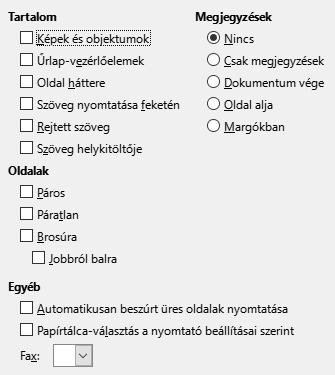 Tartalom
Képek és objektumok
Űrlap-vezérlőelemek
Oldal háttere
Szöveg nyomtatása feketén
Rejtett szöveg
Szöveg helykitöltője
Megjegyzések
Nincs
Csak megjegyzések
Dokumentum vége
Oldal alja
Margókban
Oldalak
Páros
Páratlan
Brosúra
Jobbról balra
Egyéb
Automatikusan beszúrt üres oldalak nyomtatása
Papírtálca-választás a nyomtató beállításai szerint
Fax: